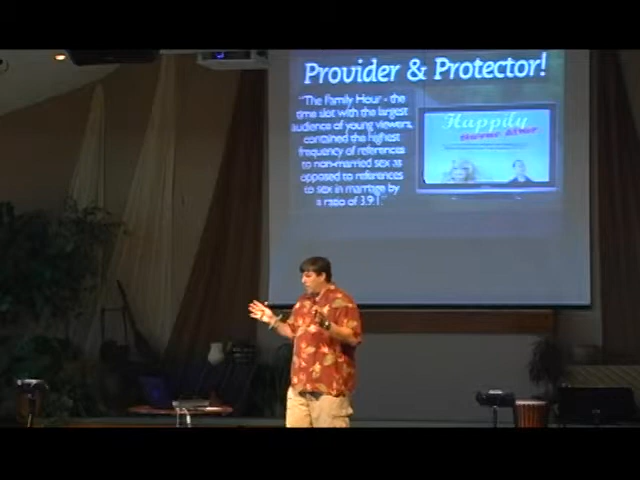 Provider & Protector!
"The Family Hour - the
time slot with the largest
audience of young viewers,
contained the highest
frequency of references
to non-married sex as
opposed to references
to sex in marriage by
a ratio of 3.9:1."
Happily